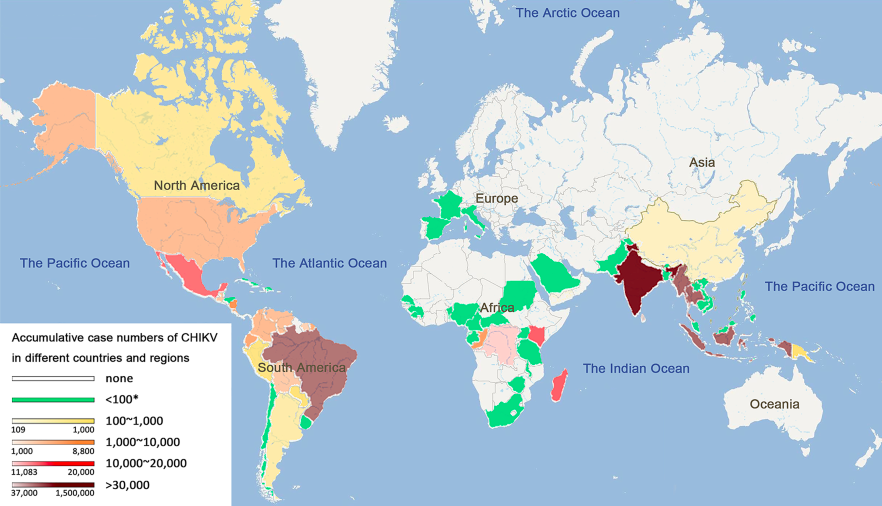 The Arctic Ocean
Asia
North America
Europe
The Pacific Ocean
The Atlantic Ocean
The Pacific Ocean
Africa
South America
The Indian Ocean
Oceania
Accumulative case numbers of CHIKV
in different countries and regions
none
<100*
100~1,000
109 1,000
1,000~10,000
1,000 8,800
10,000~20,000
11,083 20,000
>30,000
37,000 1,500,000